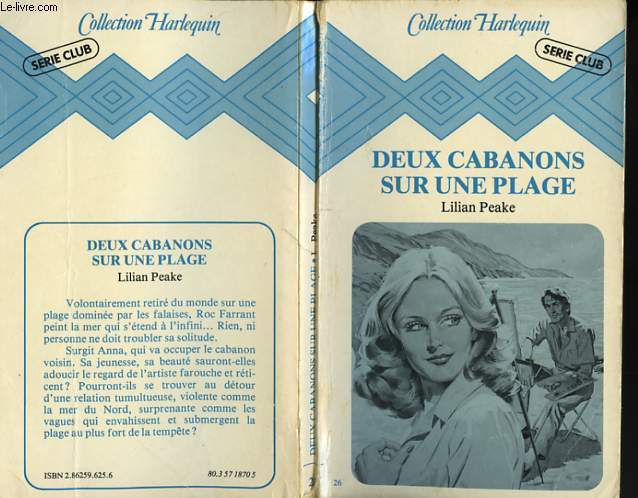 Le-livre.com
Collection Harlequin
SERIE CLUB
DEUX CABANONS
SUR UNE PLAGE
Lilian Peake
Volontairement retiré du monde sur une
plage dominée par les falaises, Roc Farrant
peint la mer qui s'étend à l'infini... Rien, ni
personne ne doit troubler sa solitude.
Surgit Anna, qui va occuper le cabanon
voisin. Sa jeunesse, sa beauté sauront-elles
adoucir le regard de l'artiste farouche et réti-
cent? Pourront-ils se trouver au détour
d'une relation tumultueuse, violente comme
la mer du Nord, surprenante comme les
vagues qui envahissent et submergent la
plage au plus fort de la tempête?
ISBN 2.86259.625.6
80.3 57 1870 5
DEUX CABANONS SUR UNE PLAGE • L. Peake
2
Collection Harlequin
SERIE CLUB
DEUX CABANONS
SUR UNE PLAGE
Lilian Peake
26